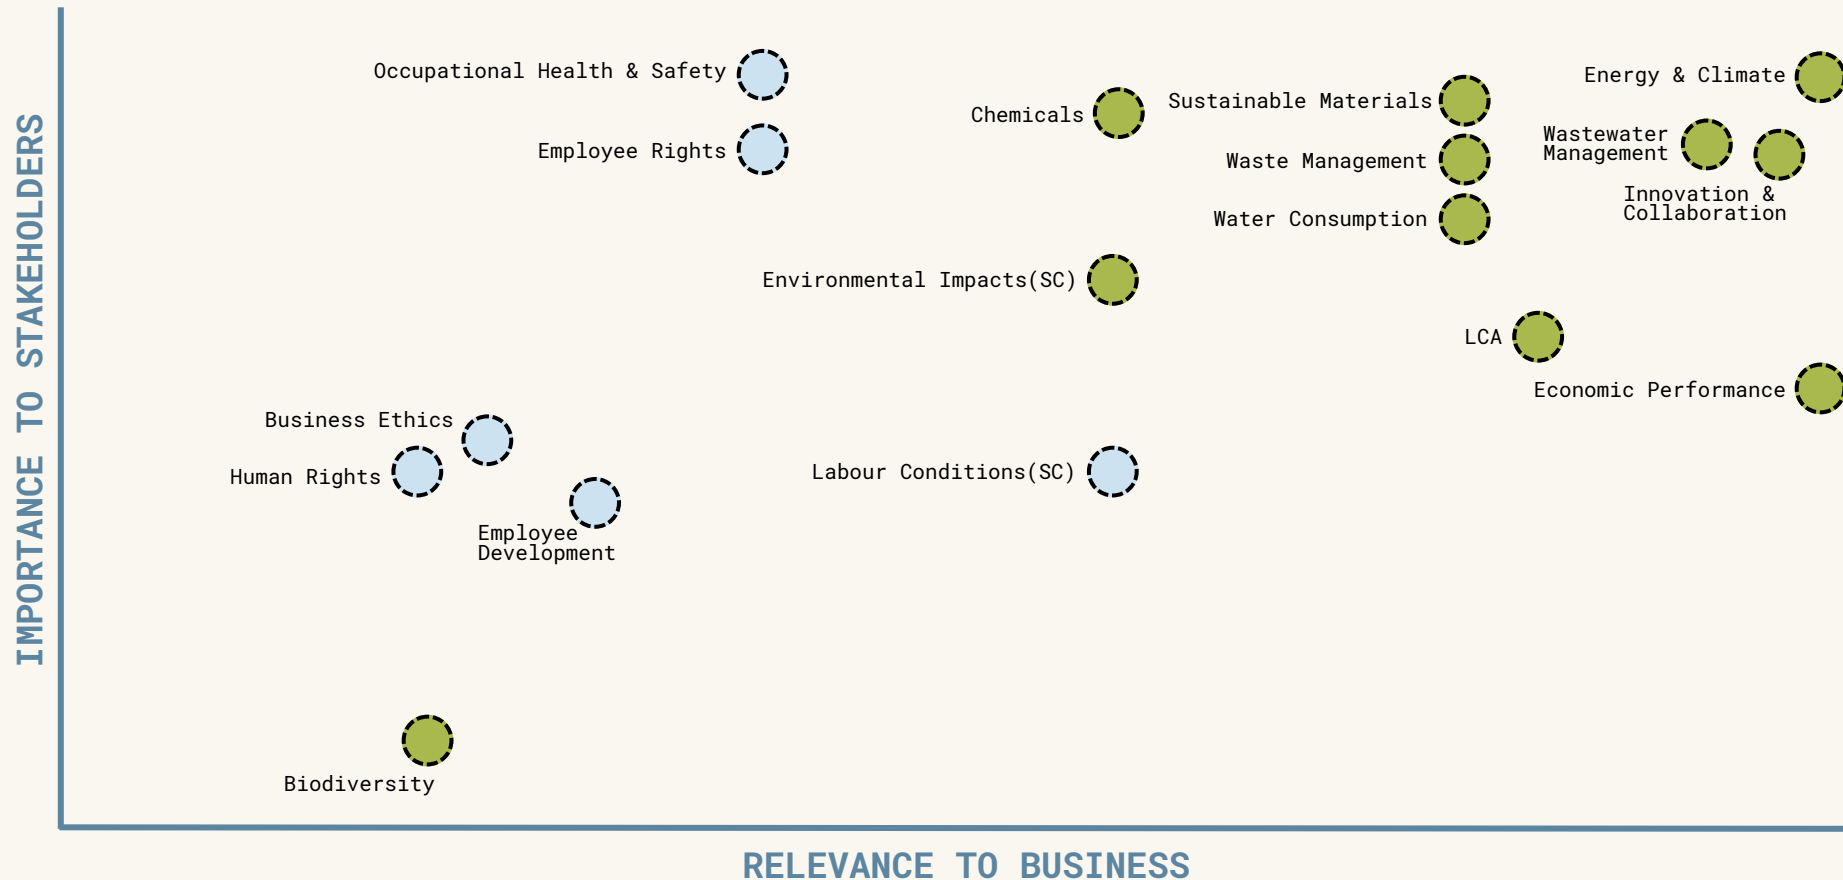 Occupational Health & Safety
Energy & Climate
Sustainable Materials
Chemicals
Wastewater
Management
Employee Rights
Waste Management
Innovation &
Collaboration
Water Consumption
Environmental Impacts(SC)
LCA
Economic Performance
Business Ethics
Human Rights
Labour Conditions(SC)
Employee
Development
Biodiversity
IMPORTANCE TO STAKEHOLDERS
RELEVANCE TO BUSINESS